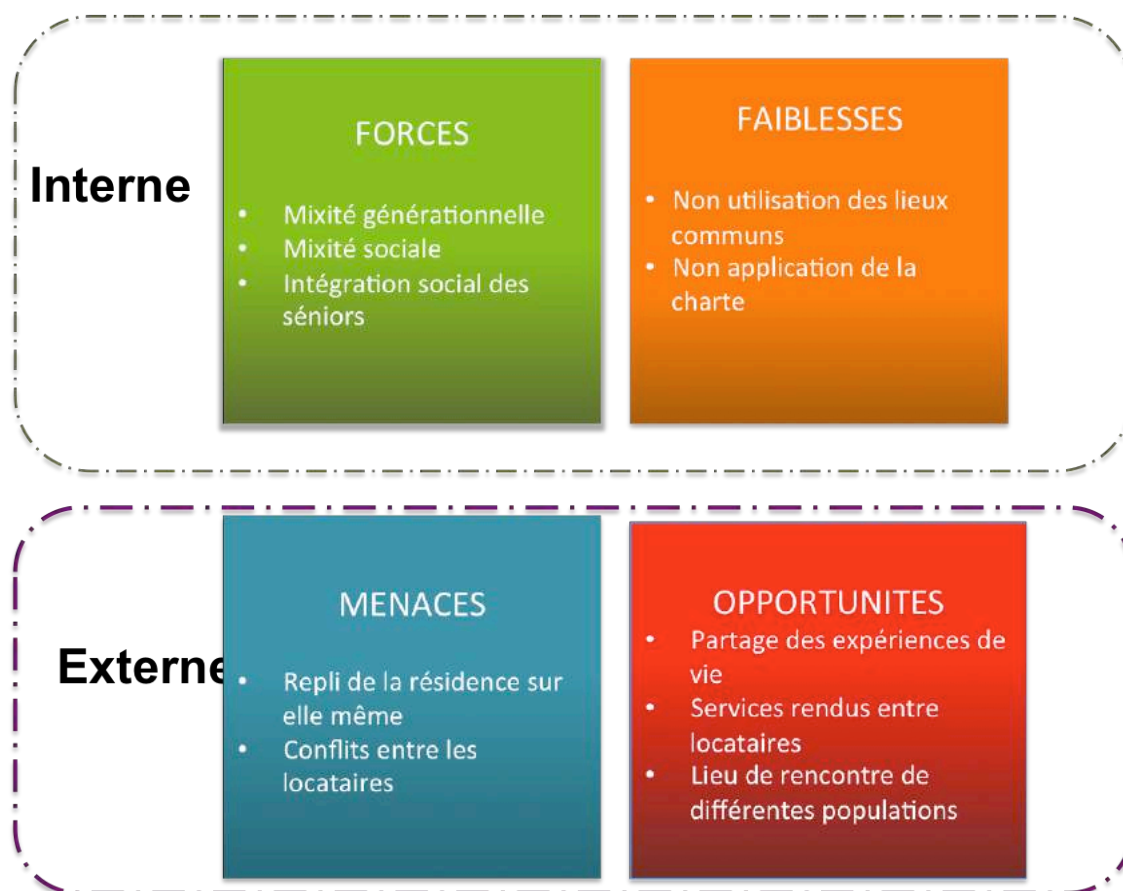 Interne
FORCES
• Mixité générationnelle
• Mixité sociale
• Intégration social des
séniors
FAIBLESSES
• Non utilisation des lieux
communs
• Non application de la
charte
Externe
MENACES
• Repli de la résidence sur
elle même
• Conflits entre les
locataires
OPPORTUNITES
• Partage des expériences de
vie
• Services rendus entre
locataires
• Lieu de rencontre de
différentes populations